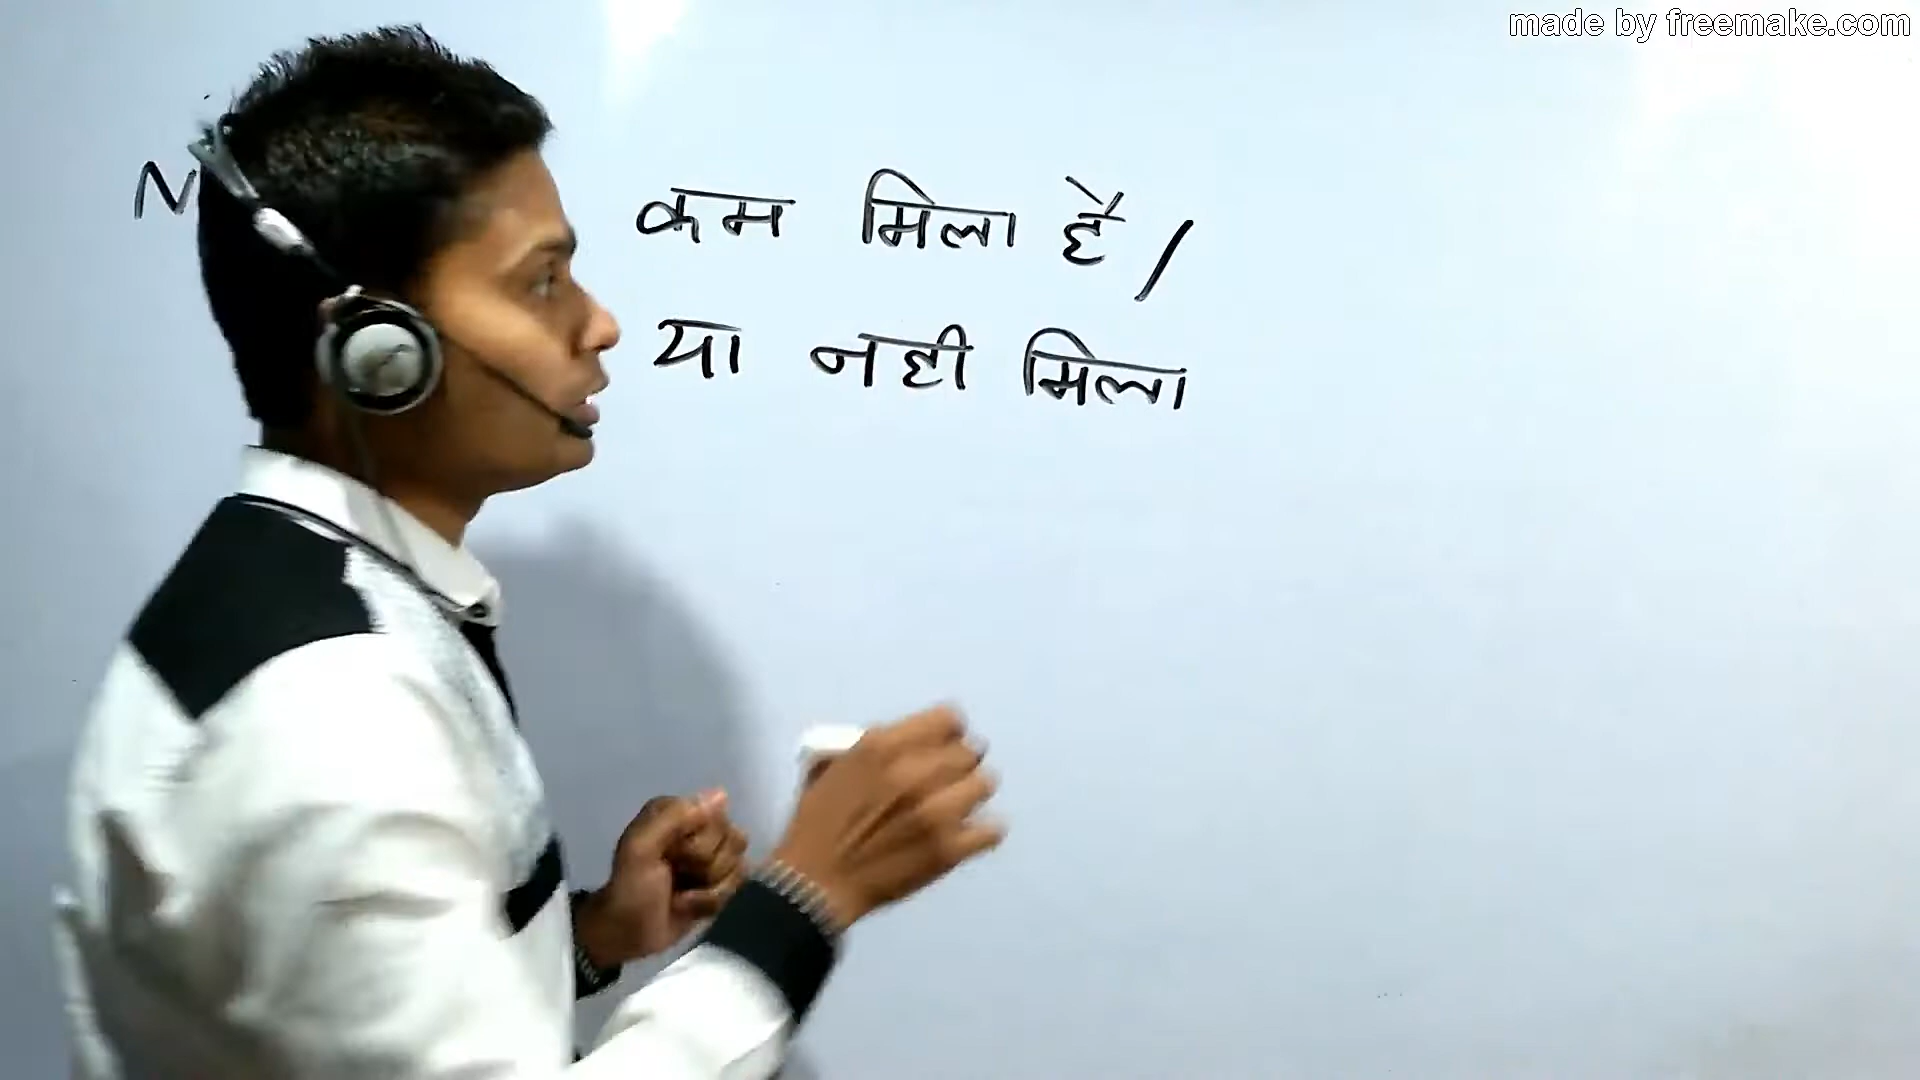 made by freemake.com
कम मिला है /
या नही मिला